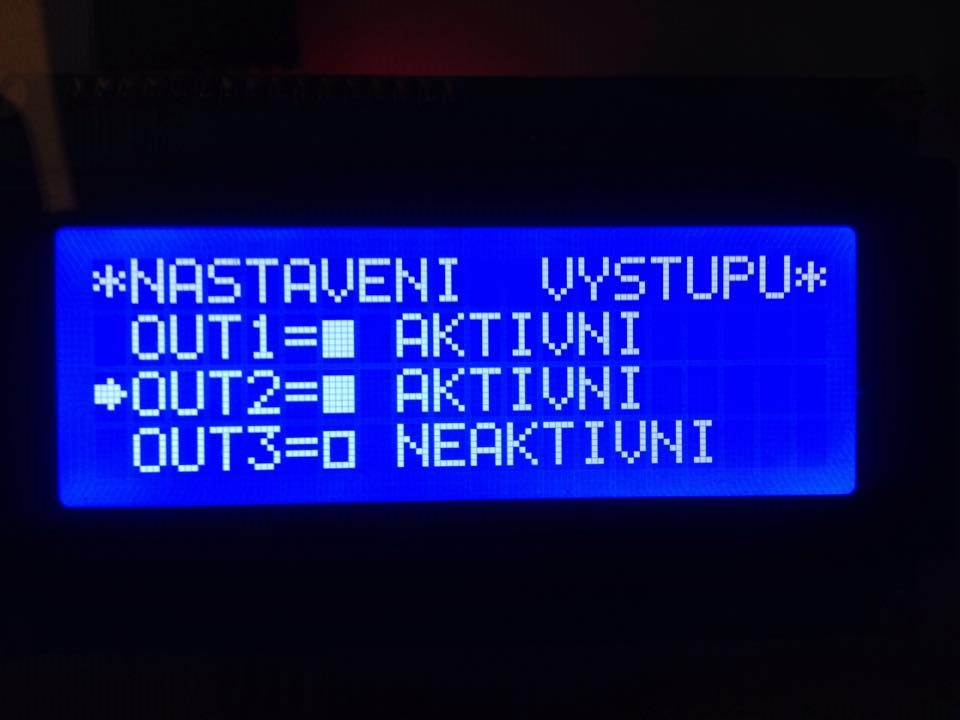 *NASTAVENI VYSTUPU*
OUT1=■ AKTIVNI
→OUT2=■ AKTIVNI
OUT3=□ NEAKTIVNI